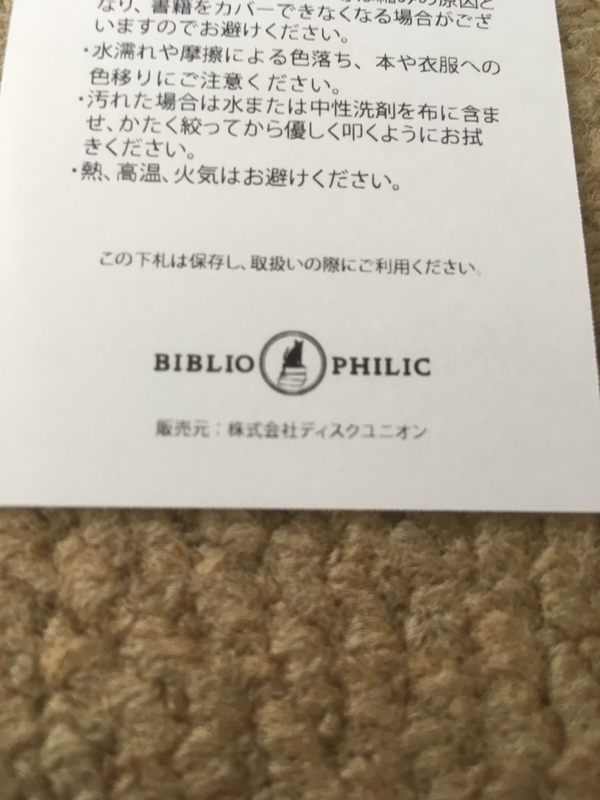 なり、書籍をカバーできなくなる場合がござ
いますのでお避けください。
・水濡れや摩擦による色落ち、本や衣服への
色移りにご注意ください。
・汚れた場合は水または中性洗剤を布に含ま
せ、かたく絞ってから優しく叩くようにお拭
きください。
・熱、高温、火気はお避けください。
この下札は保存し、取扱いの際にご利用ください。
BIBLIO PHILIC
販売元：株式会社ディスクユニオン